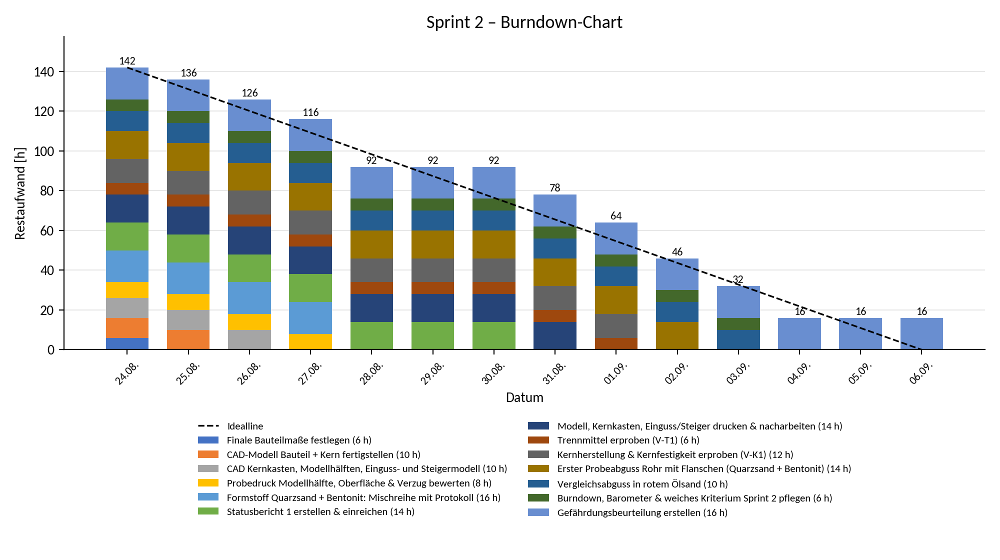 Sprint 2 – Burndown-Chart
Restaufwand [h]
140
120
100
80
60
40
20
0
142
136
126
116
92
92
92
78
64
46
32
16
16
16
24.08.
25.08.
26.08.
27.08.
28.08.
29.08.
30.08.
31.08.
01.09.
02.09.
03.09.
04.09.
05.09.
06.09.
Datum
Idealline
Finale Bauteilmaße festlegen (6 h)
CAD-Modell Bauteil + Kern fertigstellen (10 h)
CAD Kernkasten, Modellhälften, Einguss- und Steigermodell (10 h)
Probedruck Modellhälfte, Oberfläche & Verzug bewerten (8 h)
Formstoff Quarzsand + Bentonit: Mischreihe mit Protokoll (16 h)
Statusbericht 1 erstellen & einreichen (14 h)
Modell, Kernkasten, Einguss/Steiger drucken & nacharbeiten (14 h)
Trennmittel erproben (V-T1) (6 h)
Kernherstellung & Kernfestigkeit erproben (V-K1) (12 h)
Erster Probeabguss Rohr mit Flanschen (Quarzsand + Bentonit) (14 h)
Vergleichsabguss in rotem Ölsand (10 h)
Burndown, Barometer & weiches Kriterium Sprint 2 pflegen (6 h)
Gefährdungsbeurteilung erstellen (16 h)